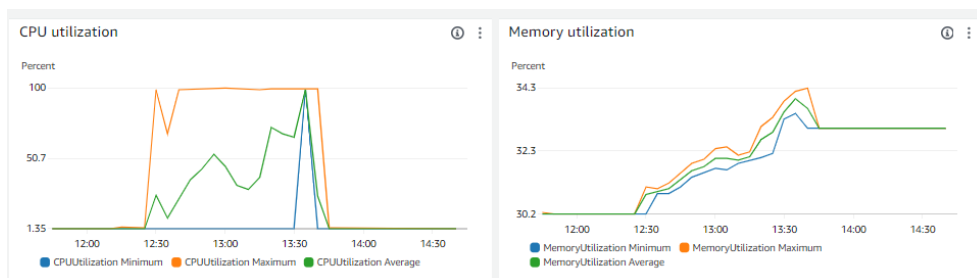 CPU utilization
Percent
100
50.7
1.35
12:00 12:30 13:00 13:30 14:00 14:30
CPUUtilization Minimum CPUUtilization Maximum CPUUtilization Average
Memory utilization
Percent
34.3
32.3
30.2
12:00 12:30 13:00 13:30 14:00 14:30
MemoryUtilization Minimum MemoryUtilization Maximum
MemoryUtilization Average